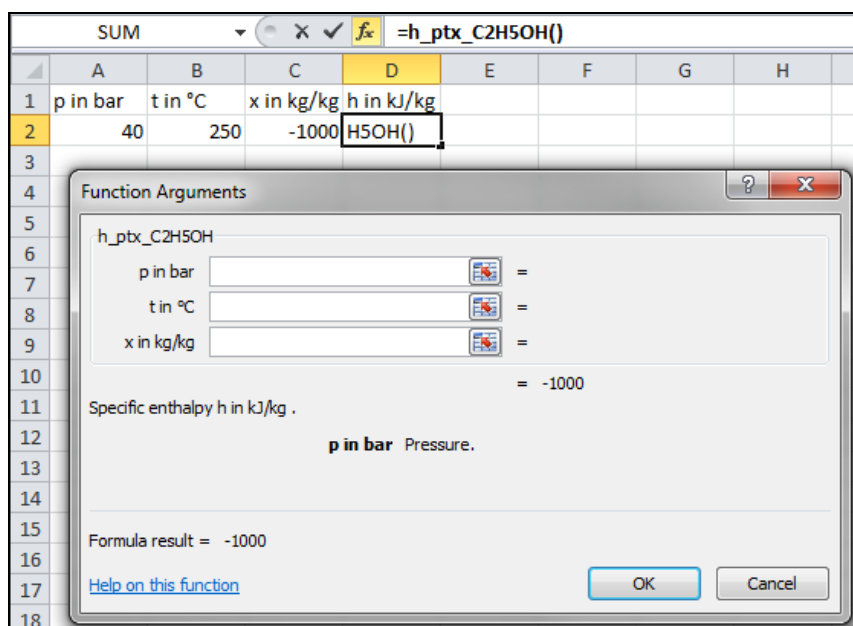 SUM fx =h_ptx_C2H5OH()
A B C D E F G H
1 p in bar t in °C x in kg/kg h in kJ/kg
2 40 250 -1000 H5OH()
3
4 Function Arguments ? x
5 h_ptx_C2H5OH
6 p in bar =
7 t in °C =
8
9 x in kg/kg =
10 = -1000
11 Specific enthalpy h in kJ/kg .
12 p in bar Pressure.
13
14
15 Formula result = -1000
16
17 Help on this function OK Cancel
18